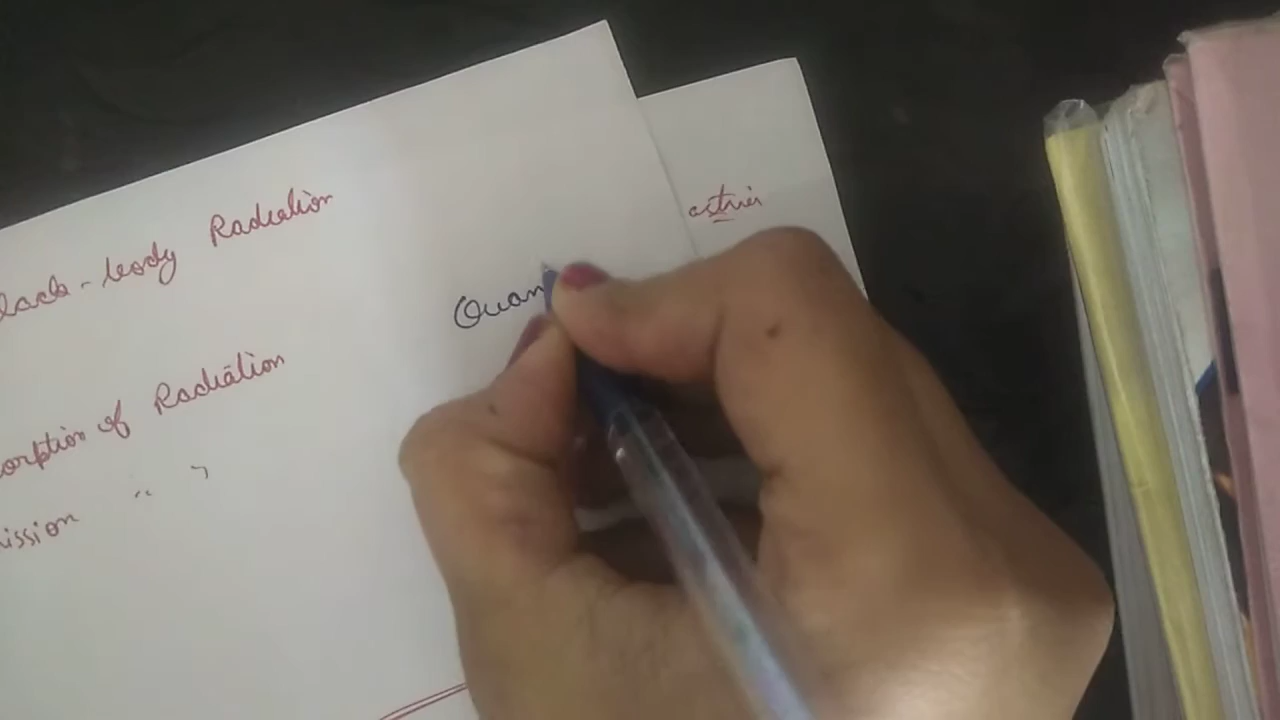 lack-body Radiation
Quan
orption of Radiation
ission " "